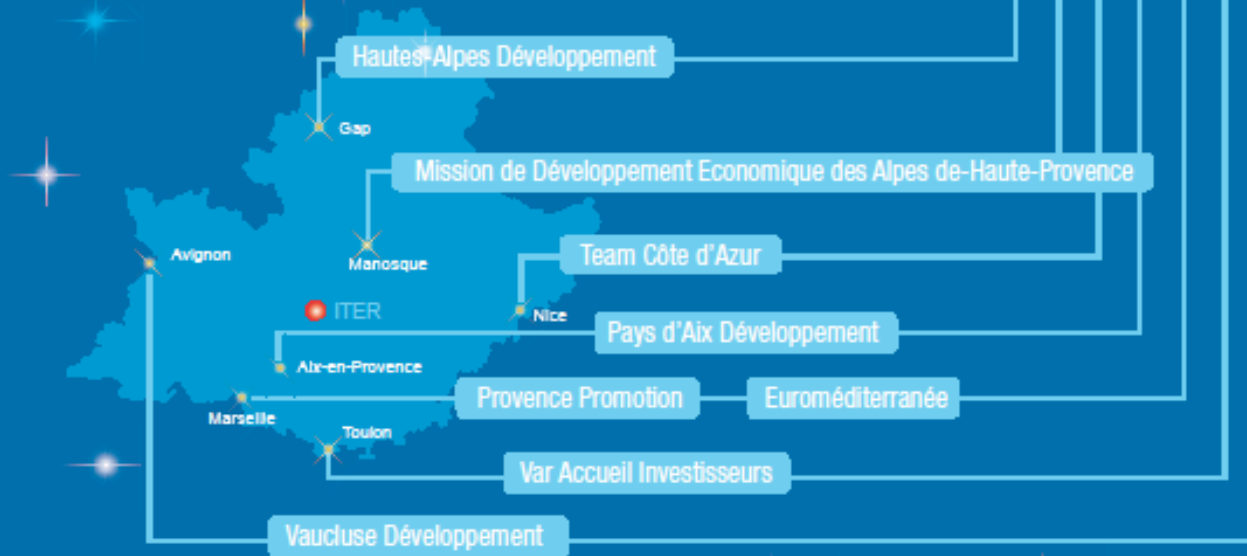 Hautes-Alpes Développement
Gap
Mission de Développement Economique des Alpes de-Haute-Provence
Avignon
Manosque
Team Côte d'Azur
ITER
Nice
Pays d'Aix Développement
Aix-en-Provence
Provence Promotion
Euroméditerranée
Marseille
Toulon
Var Accueil Investisseurs
Vaucluse Développement